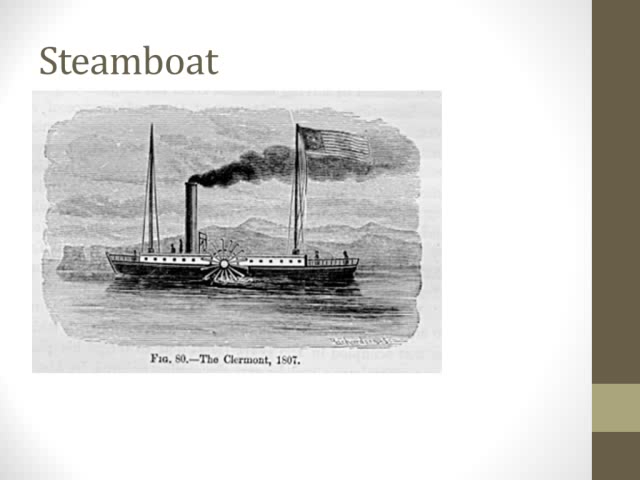 Steamboat
Fig. 80.—The Clermont, 1807.